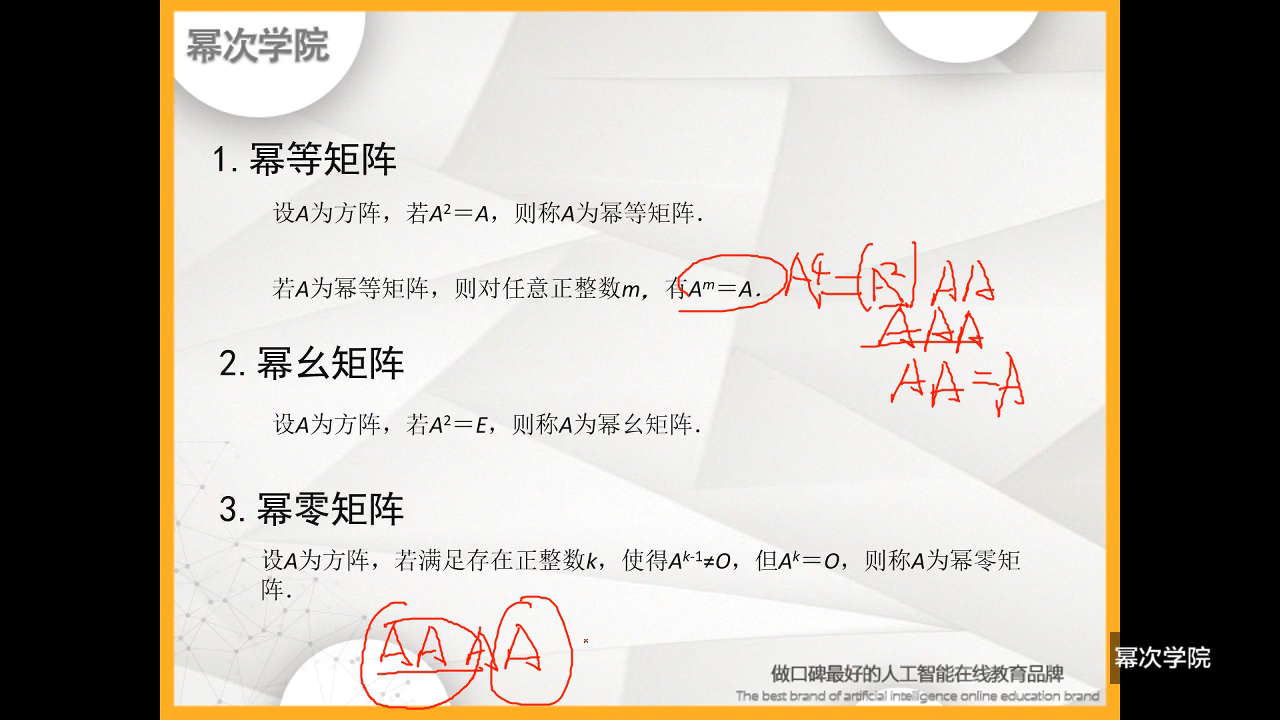 幂次学院
1.幂等矩阵
设A为方阵，若A²＝A，则称A为幂等矩阵．
若A为幂等矩阵，则对任意正整数m，有Aᵐ＝A．
A⁴=(A²)AA
AAA
AA=A
2.幂幺矩阵
设A为方阵，若A²＝E，则称A为幂幺矩阵．
3.幂零矩阵
设A为方阵，若满足存在正整数k，使得Aᵏ⁻¹≠O，但Aᵏ＝O，则称A为幂零矩
阵．
AAAA
做口碑最好的人工智能在线教育品牌
The best brand of artificial intelligence online education brand
幂次学院